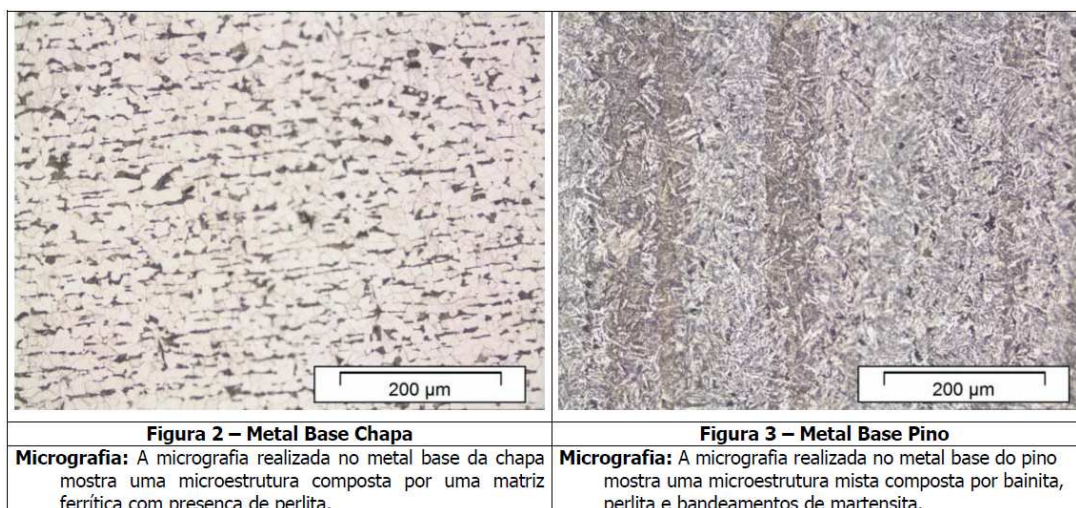 200 µm
200 µm
Figura 2 – Metal Base Chapa
Figura 3 – Metal Base Pino
Micrografia: A micrografia realizada no metal base da chapa
mostra uma microestrutura composta por uma matriz
ferrítica com presença de perlita.
Micrografia: A micrografia realizada no metal base do pino
mostra uma microestrutura mista composta por bainita,
perlita e bandeamentos de martensita.